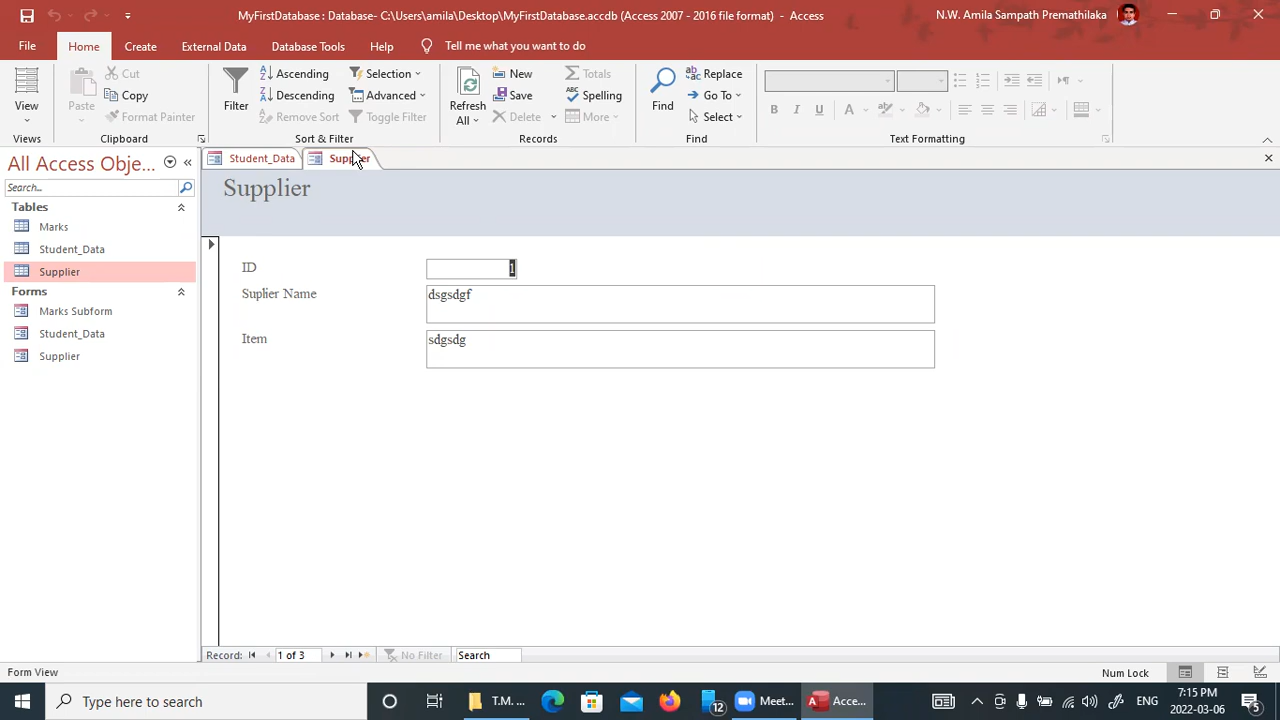 MyFirstDatabase : Database- C:\Users\amila\Desktop\MyFirstDatabase.accdb (Access 2007 - 2016 file format) - Access
N.W. Amila Sampath Premathilaka
File Home Create External Data Database Tools Help Tell me what you want to do
View
Views
Paste
Cut
Copy
Format Painter
Clipboard
Filter
Ascending
Descending
Remove Sort
Selection
Advanced
Toggle Filter
Sort & Filter
Refresh
All
New
Save
Delete
Totals
Spelling
More
Records
Find
Replace
Go To
Select
Find
B I U A
Text Formatting
All Access Obje...
Search...
Tables
Marks
Student_Data
Supplier
Forms
Marks Subform
Student_Data
Supplier
Student_Data
Supplier
Supplier
ID 1
Suplier Name dsgsdgf
Item sdgsdg
Record: 1 of 3 No Filter Search
Form View
Num Lock
Type here to search
T.M. ...
12
Meet...
Acce...
ENG
7:15 PM
2022-03-06
5